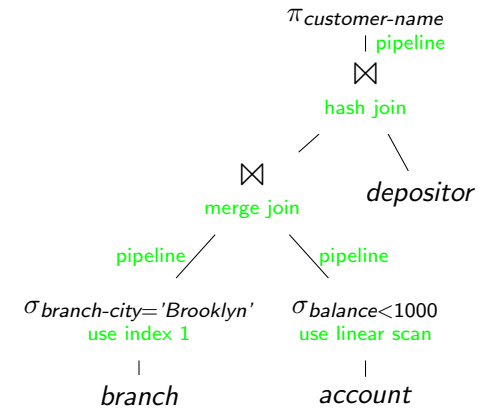 π customer-name
pipeline
⋈
hash join
⋈
depositor
merge join
pipeline pipeline
σ branch-city='Brooklyn' σ balance<1000
use index 1 use linear scan
branch account